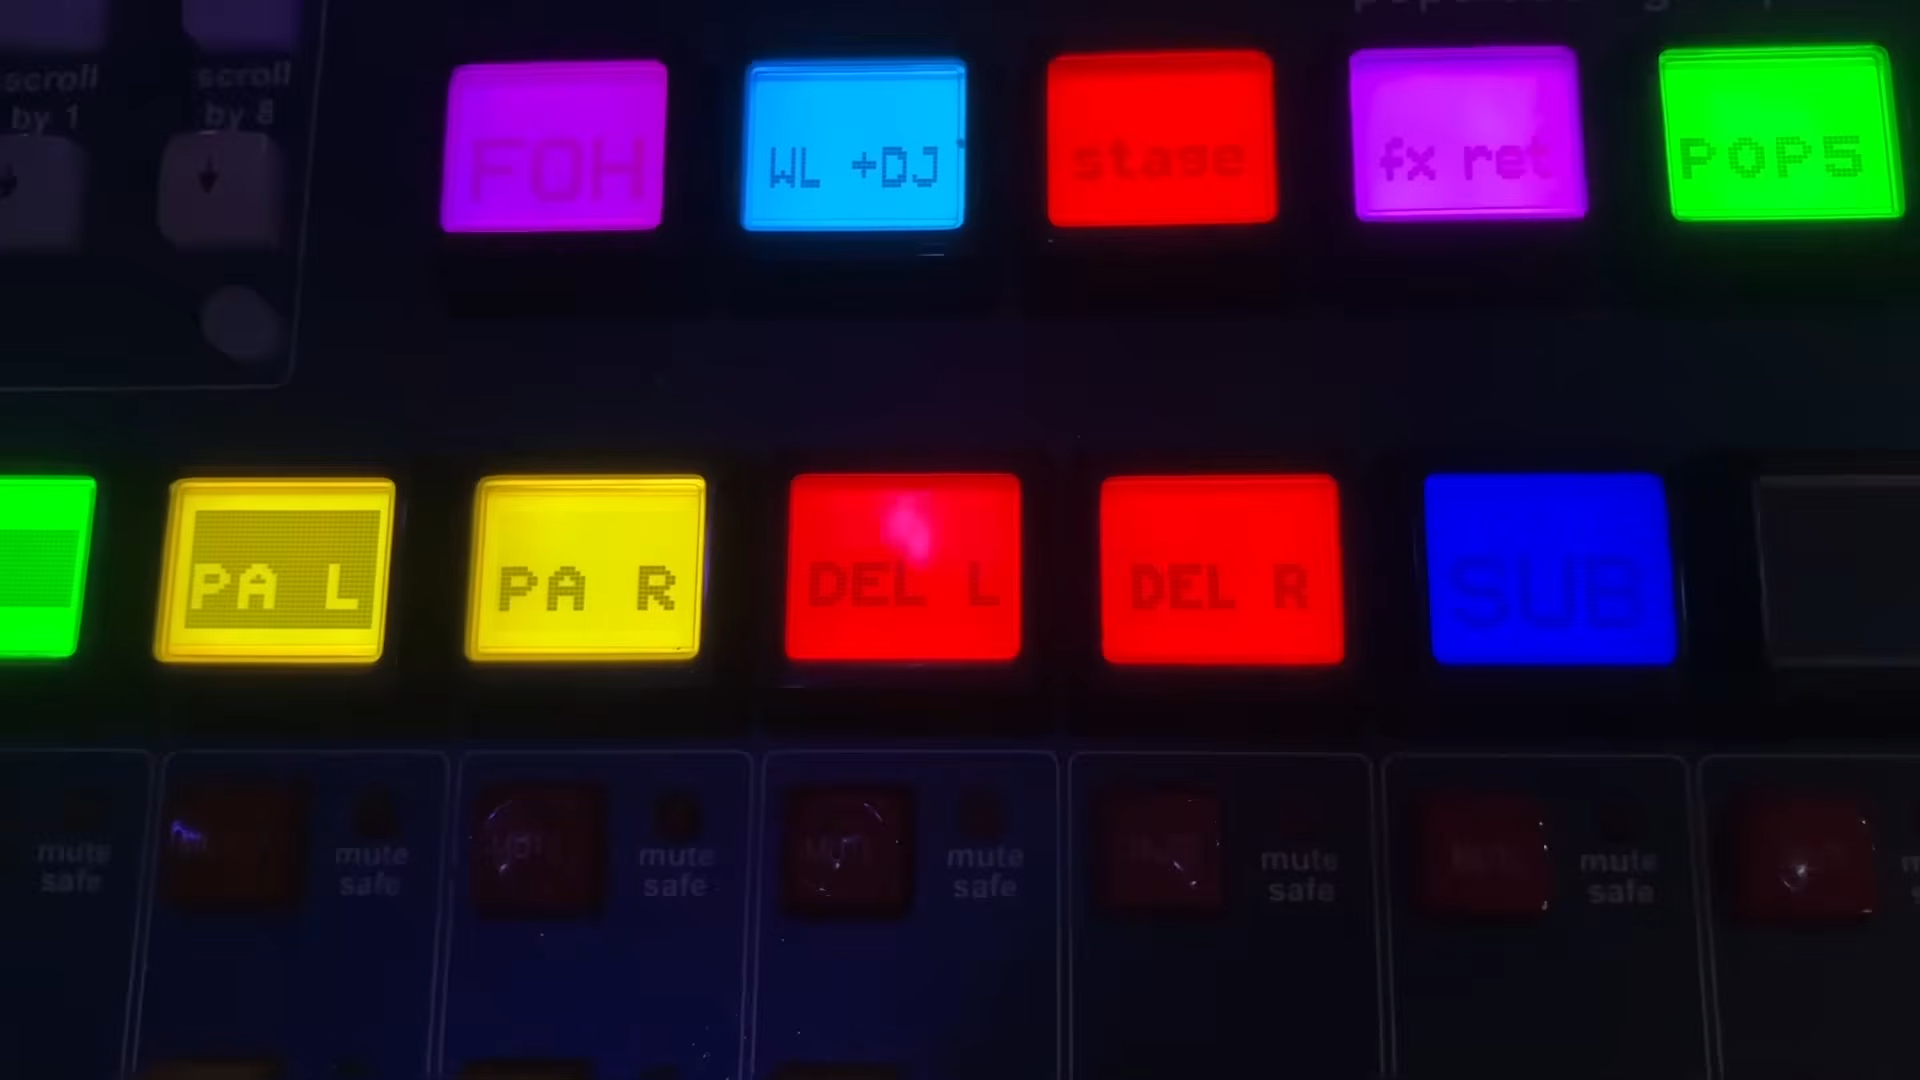 scroll
by 1
scroll
by 8
FOH
WL +DJ
stage
fx ret
POPS
PA L
PA R
DEL L
DEL R
SUB
mute
safe
mute
safe
mute
safe
mute
safe
mute
safe
mute
safe